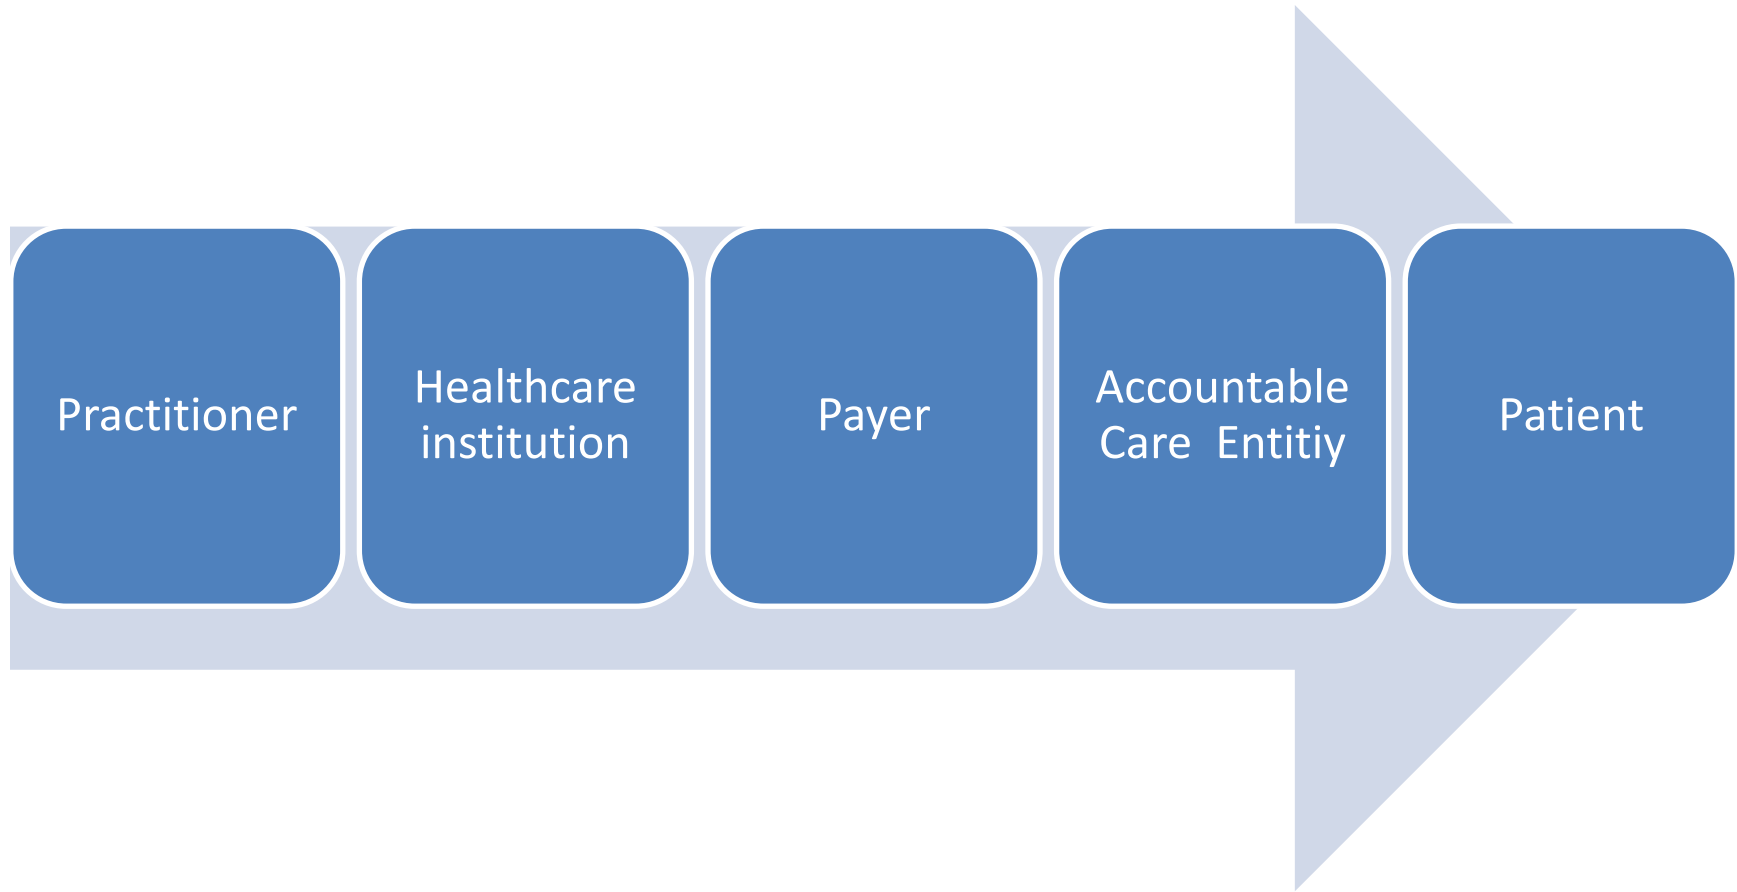 Practitioner
Healthcare
institution
Payer
Accountable
Care  Entitiy
Patient